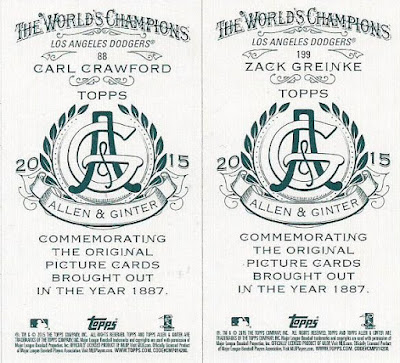 THE WORLD'S CHAMPIONS
LOS ANGELES DODGERS®
88
CARL CRAWFORD
TOPPS
20 A&G 15
ALLEN & GINTER
COMMEMORATING
THE ORIGINAL
PICTURE CARDS
BROUGHT OUT
IN THE YEAR 1887.
topps
THE WORLD'S CHAMPIONS
LOS ANGELES DODGERS®
199
ZACK GREINKE
TOPPS
20 A&G 15
ALLEN & GINTER
COMMEMORATING
THE ORIGINAL
PICTURE CARDS
BROUGHT OUT
IN THE YEAR 1887.
topps